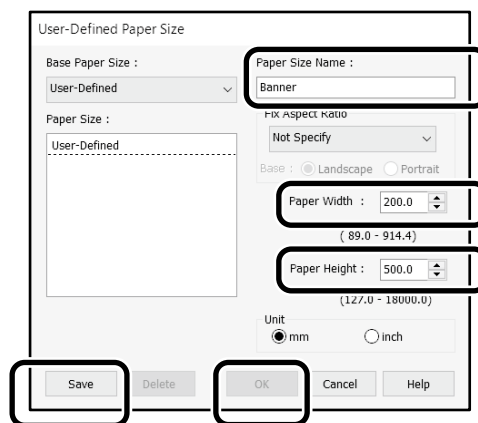 User-Defined Paper Size
Base Paper Size :
User-Defined
Paper Size :
User-Defined
Paper Size Name :
Banner
Fix Aspect Ratio
Not Specify
Base : Landscape Portrait
Paper Width : 200.0
( 89.0 - 914.4)
Paper Height : 500.0
(127.0 - 18000.0)
Unit
mm inch
Save Delete OK Cancel Help